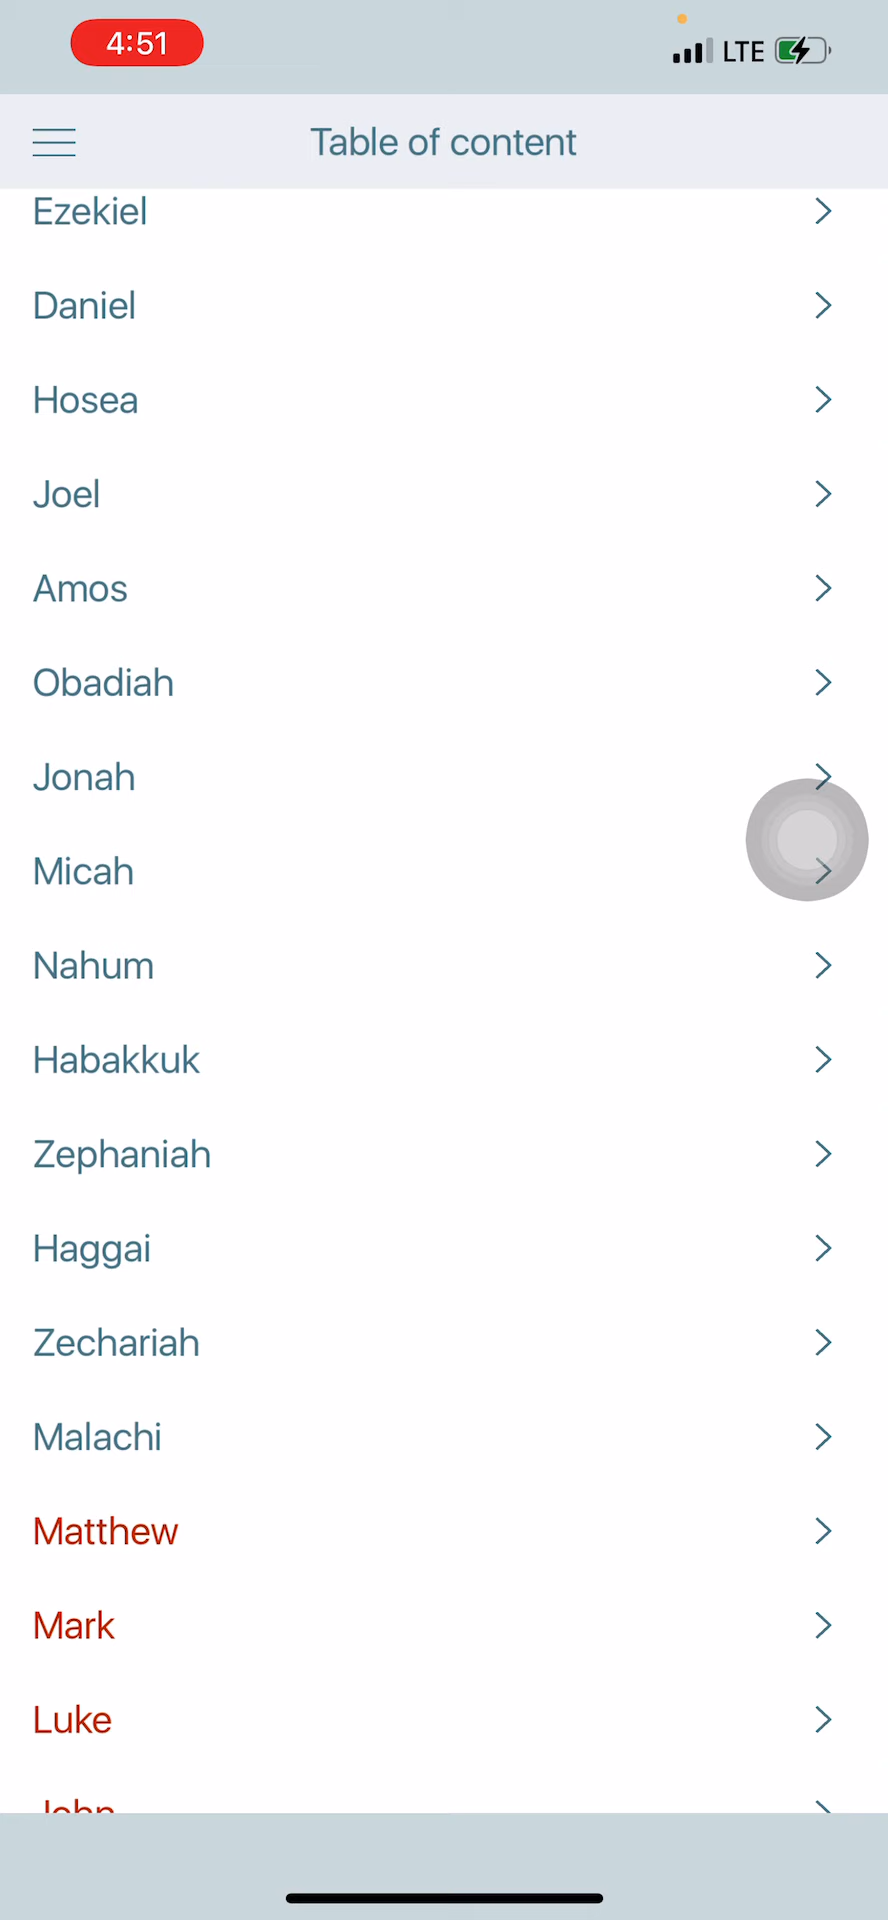 4:51
LTE
Table of content
Ezekiel
Daniel
Hosea
Joel
Amos
Obadiah
Jonah
Micah
Nahum
Habakkuk
Zephaniah
Haggai
Zechariah
Malachi
Matthew
Mark
Luke
John